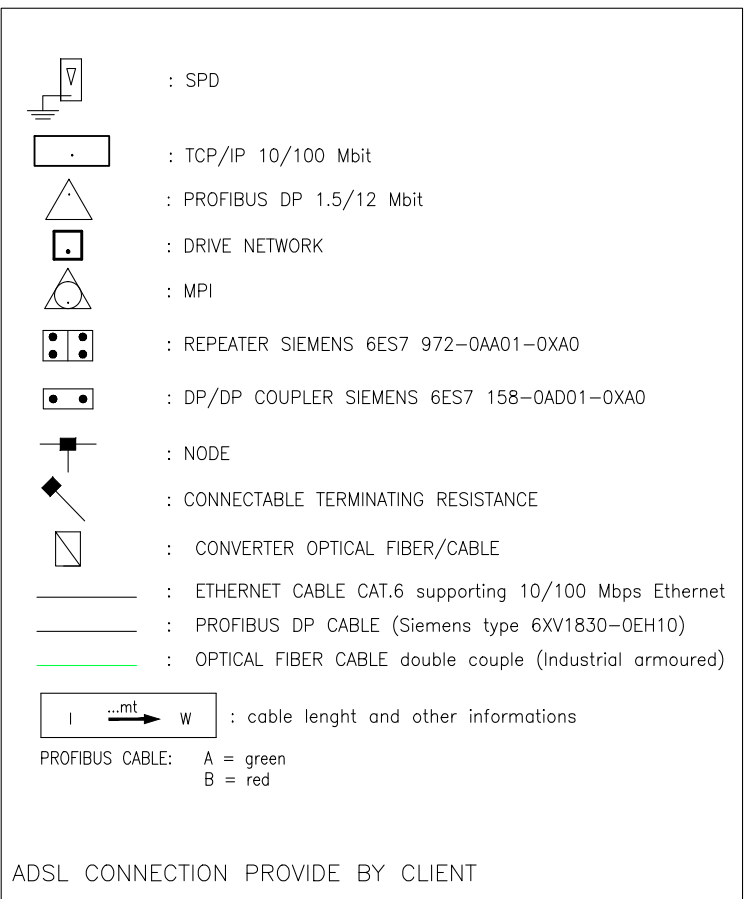 : SPD
: TCP/IP 10/100 Mbit
: PROFIBUS DP 1.5/12 Mbit
: DRIVE NETWORK
: MPI
: REPEATER SIEMENS 6ES7 972-0AA01-0XA0
: DP/DP COUPLER SIEMENS 6ES7 158-0AD01-0XA0
: NODE
: CONNECTABLE TERMINATING RESISTANCE
: CONVERTER OPTICAL FIBER/CABLE
: ETHERNET CABLE CAT.6 supporting 10/100 Mbps Ethernet
: PROFIBUS DP CABLE (Siemens type 6XV1830-0EH10)
: OPTICAL FIBER CABLE double couple (Industrial armoured)
I ...mt W : cable lenght and other informations
PROFIBUS CABLE: A = green
B = red
ADSL CONNECTION PROVIDE BY CLIENT